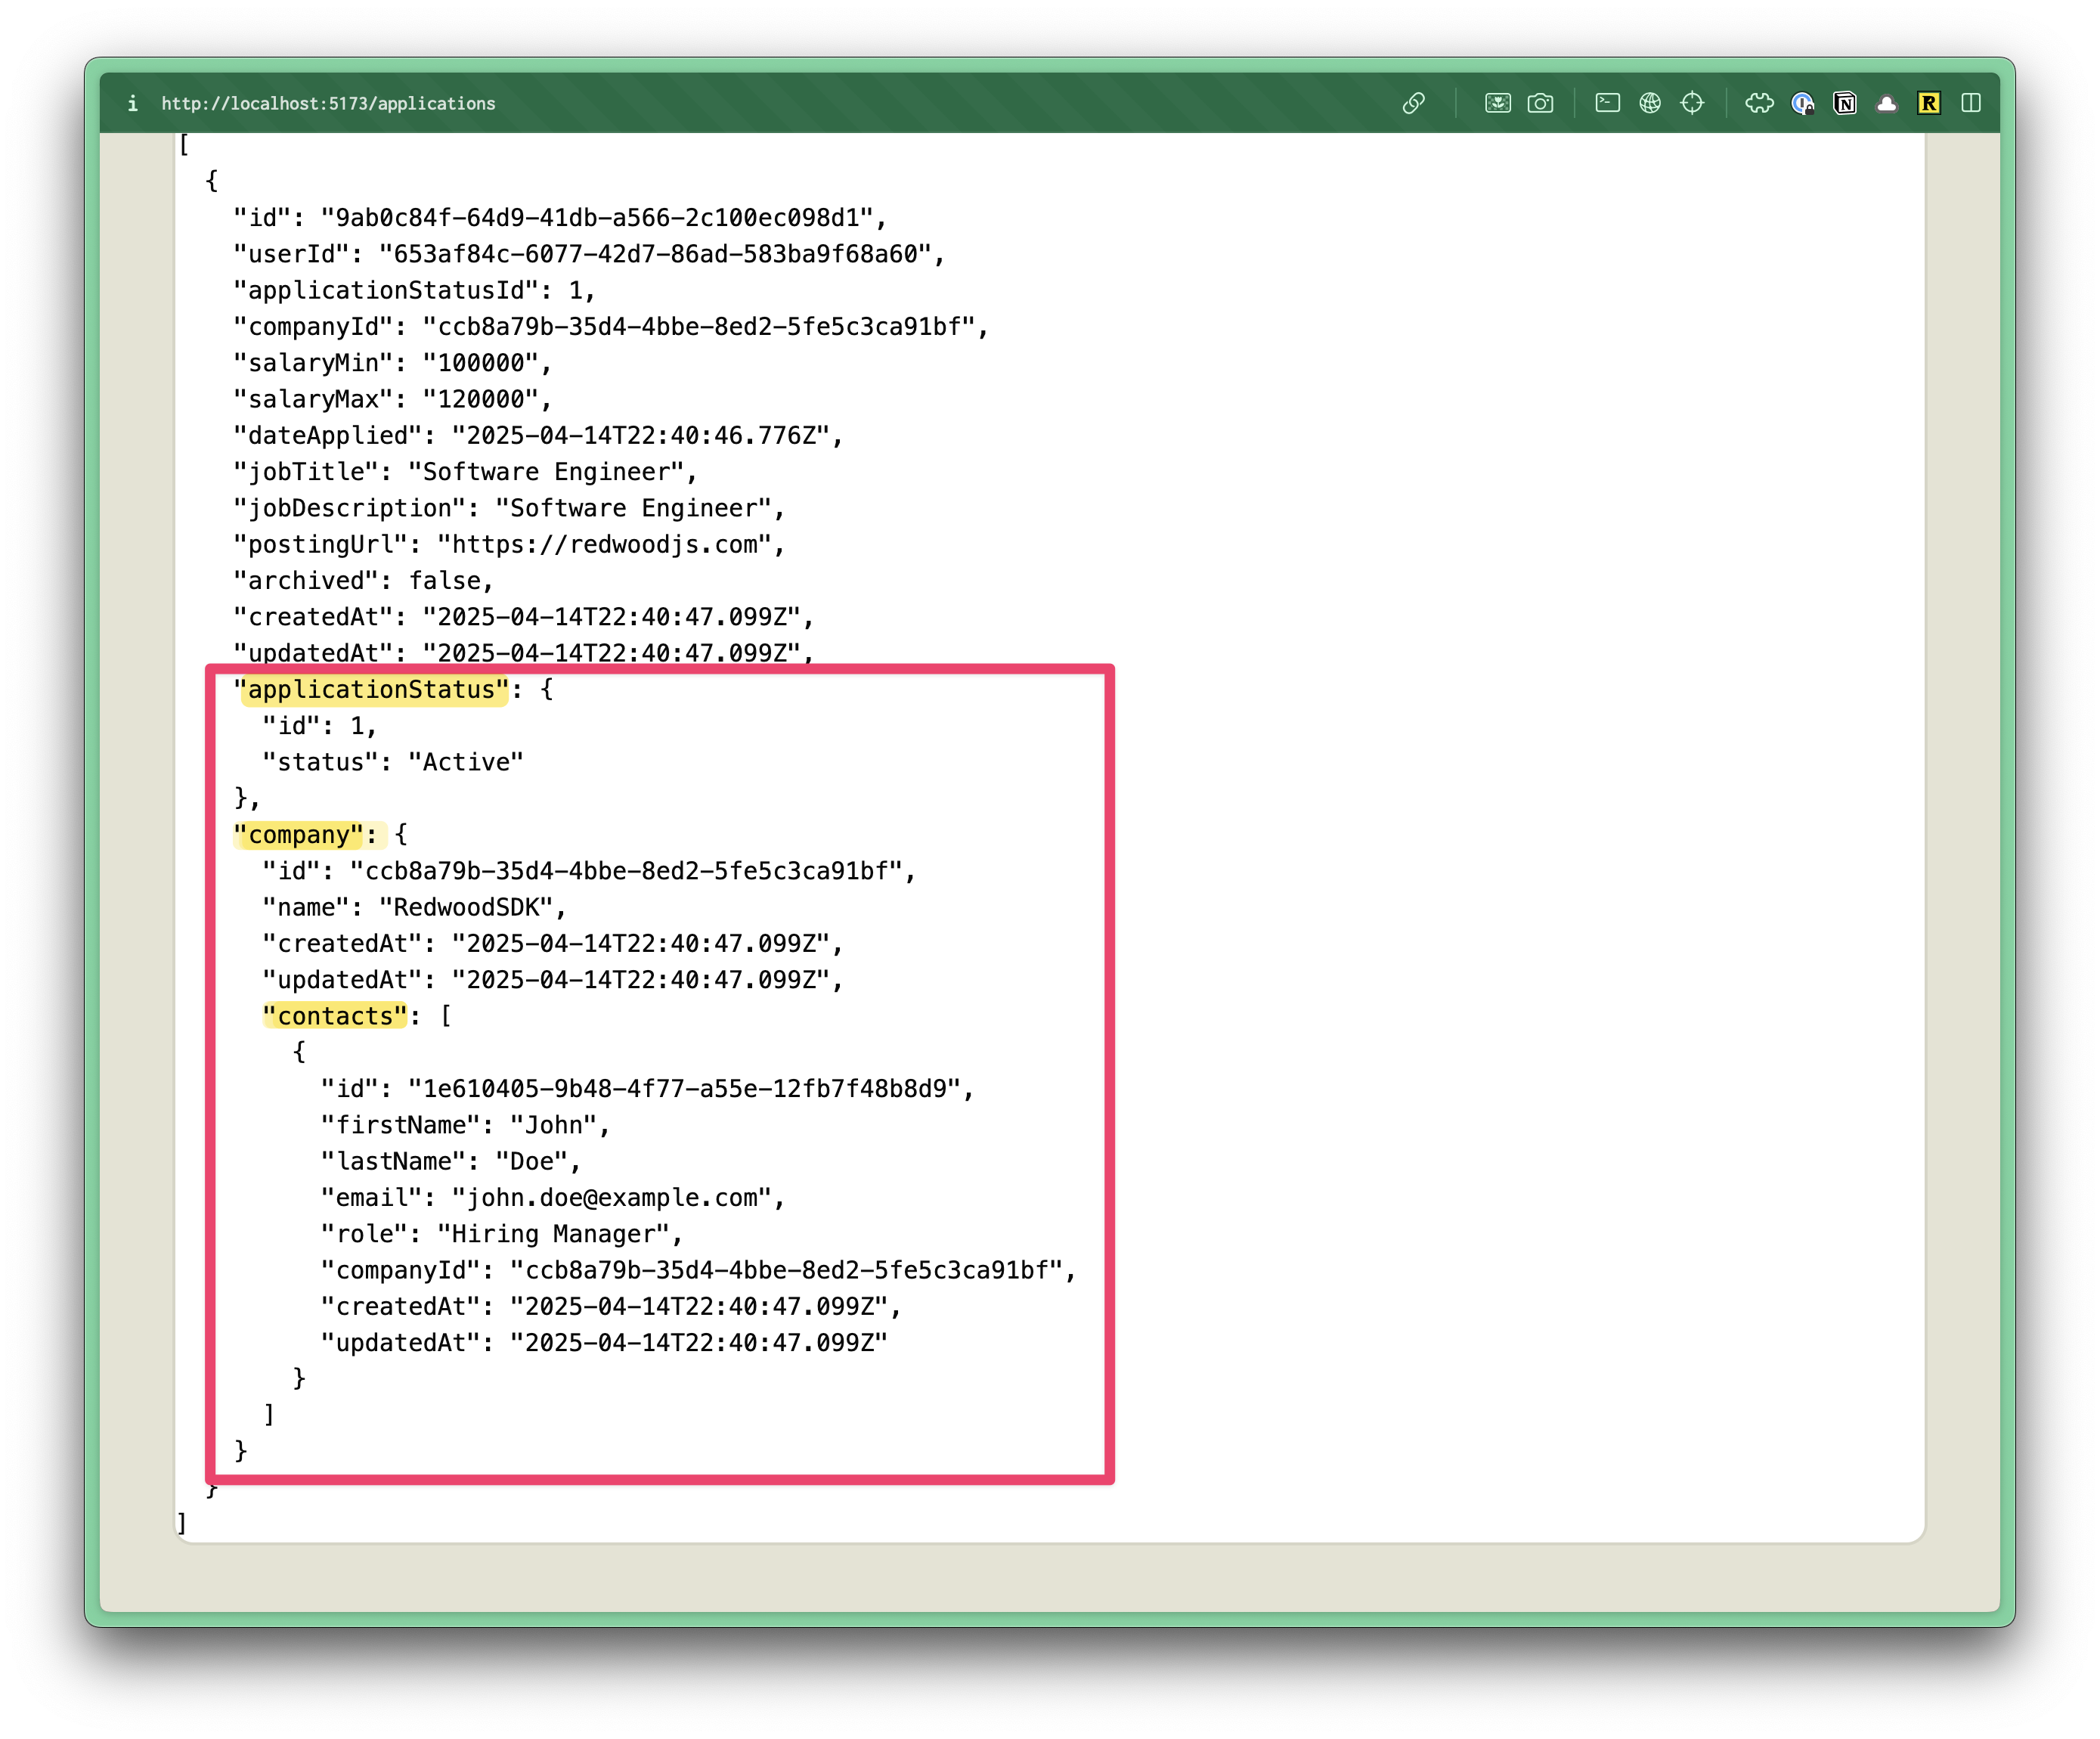 http://localhost:5173/applications
[
{
"id": "9ab0c84f-64d9-41db-a566-2c100ec098d1",
"userId": "653af84c-6077-42d7-86ad-583ba9f68a60",
"applicationStatusId": 1,
"companyId": "ccb8a79b-35d4-4bbe-8ed2-5fe5c3ca91bf",
"salaryMin": "100000",
"salaryMax": "120000",
"dateApplied": "2025-04-14T22:40:46.776Z",
"jobTitle": "Software Engineer",
"jobDescription": "Software Engineer",
"postingUrl": "https://redwoodjs.com",
"archived": false,
"createdAt": "2025-04-14T22:40:47.099Z",
"updatedAt": "2025-04-14T22:40:47.099Z",
"applicationStatus": {
"id": 1,
"status": "Active"
},
"company": {
"id": "ccb8a79b-35d4-4bbe-8ed2-5fe5c3ca91bf",
"name": "RedwoodSDK",
"createdAt": "2025-04-14T22:40:47.099Z",
"updatedAt": "2025-04-14T22:40:47.099Z",
"contacts": [
{
"id": "1e610405-9b48-4f77-a55e-12fb7f48b8d9",
"firstName": "John",
"lastName": "Doe",
"email": "john.doe@example.com",
"role": "Hiring Manager",
"companyId": "ccb8a79b-35d4-4bbe-8ed2-5fe5c3ca91bf",
"createdAt": "2025-04-14T22:40:47.099Z",
"updatedAt": "2025-04-14T22:40:47.099Z"
}
]
}
}
]